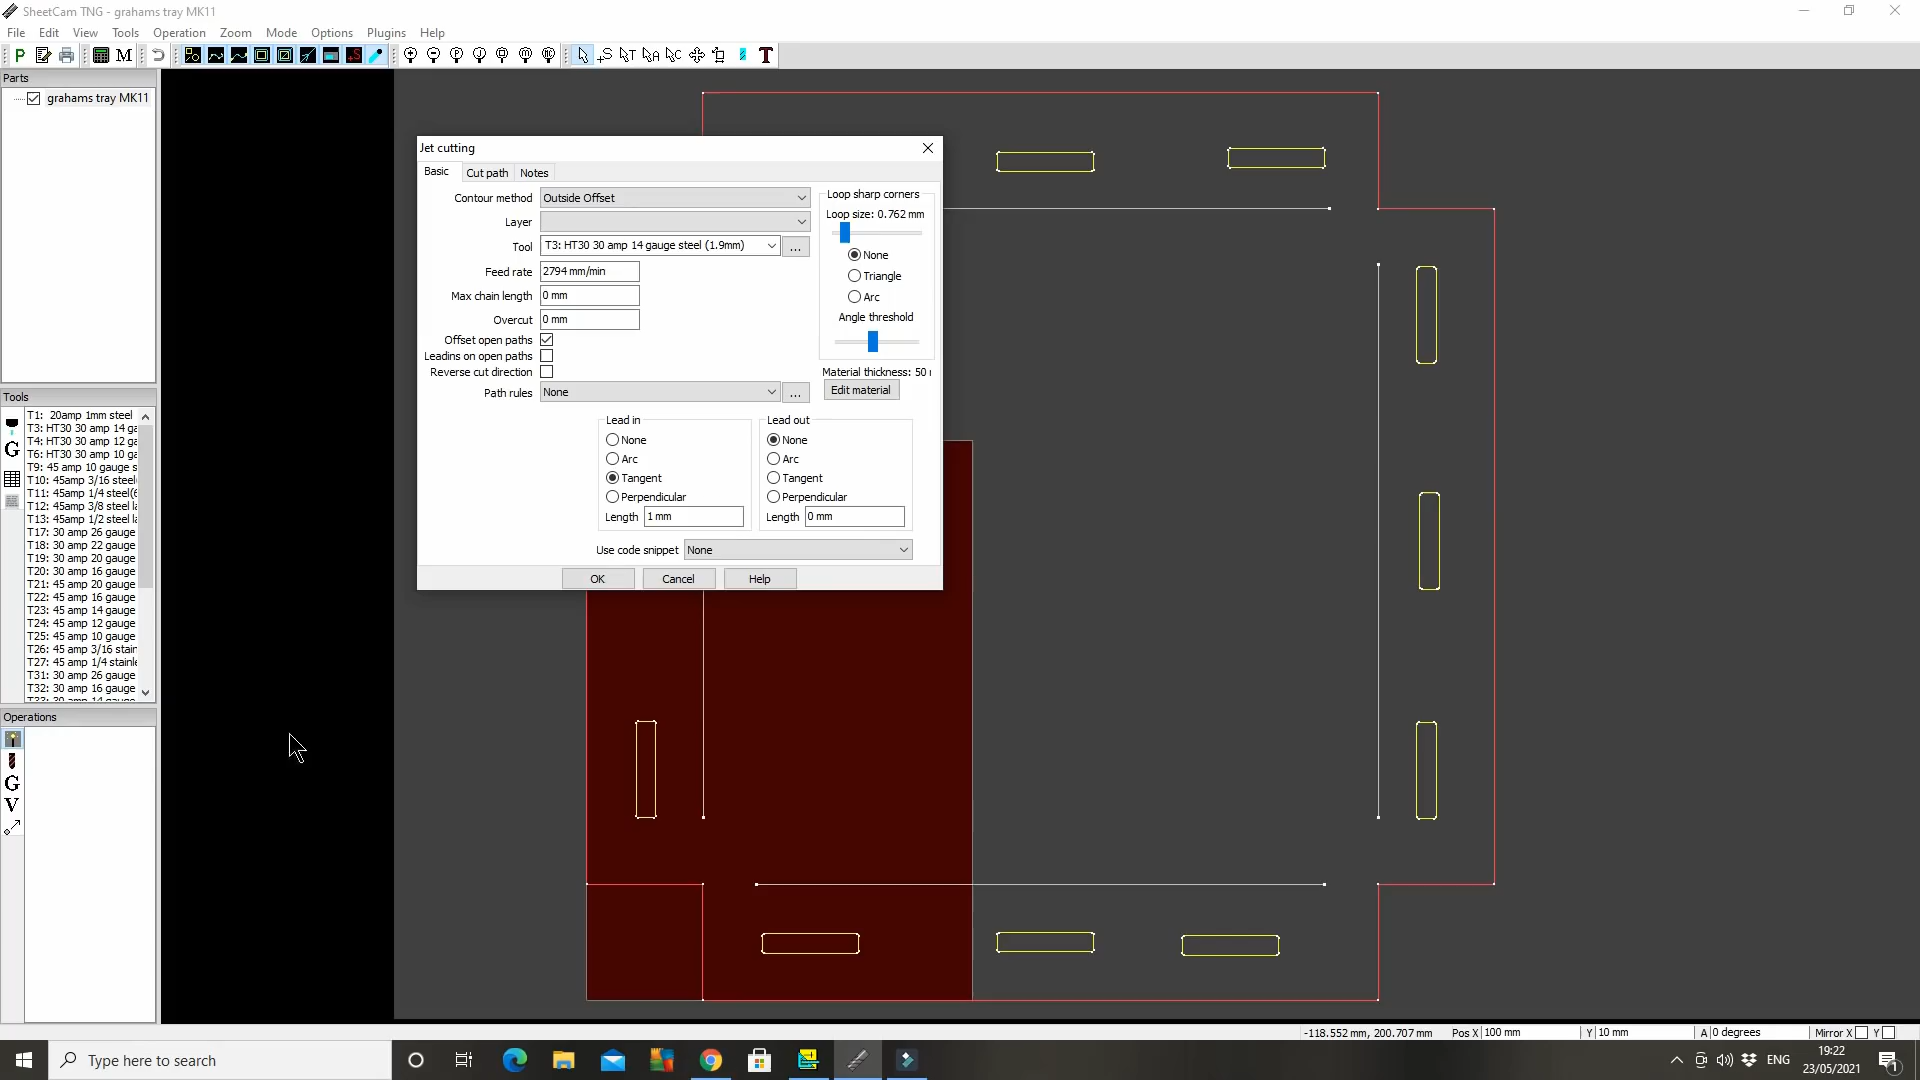 SheetCam TNG - grahams tray MK11
File Edit View Tools Operation Zoom Mode Options Plugins Help
Parts
grahams tray MK11
Jet cutting
Basic Cut path Notes
Contour method Outside Offset
Layer
Tool T3: HT30 30 amp 14 gauge steel (1.9mm) ...
Feed rate 2794 mm/min
Max chain length 0 mm
Overcut 0 mm
Offset open paths
Leadins on open paths
Reverse cut direction
Path rules None ...
Loop sharp corners
Loop size: 0.762 mm
None
Triangle
Arc
Angle threshold
Material thickness: 50
Edit material
Lead in
None
Arc
Tangent
Perpendicular
Length 1 mm
Lead out
None
Arc
Tangent
Perpendicular
Length 0 mm
Use code snippet None
OK Cancel Help
Tools
T1: 20amp 1mm steel
T3: HT30 30 amp 14 ga
T4: HT30 30 amp 12 ga
T6: HT30 30 amp 10 ga
T9: 45 amp 10 gauge s
T10: 45amp 3/16 steel
T11: 45amp 1/4 steel(6
T12: 45amp 3/8 steel la
T13: 45amp 1/2 steel la
T17: 30 amp 26 gauge
T18: 30 amp 22 gauge
T19: 30 amp 20 gauge
T20: 30 amp 16 gauge
T21: 45 amp 20 gauge
T22: 45 amp 16 gauge
T23: 45 amp 14 gauge
T24: 45 amp 12 gauge
T25: 45 amp 10 gauge
T26: 45 amp 3/16 stain
T27: 45 amp 1/4 stainle
T31: 30 amp 26 gauge
T32: 30 amp 16 gauge
T33: 30 amp 14 gauge
Operations
-118.552 mm, 200.707 mm Pos X 100 mm Y 10 mm A 0 degrees Mirror X Y
Type here to search
ENG
19:22
23/05/2021
1